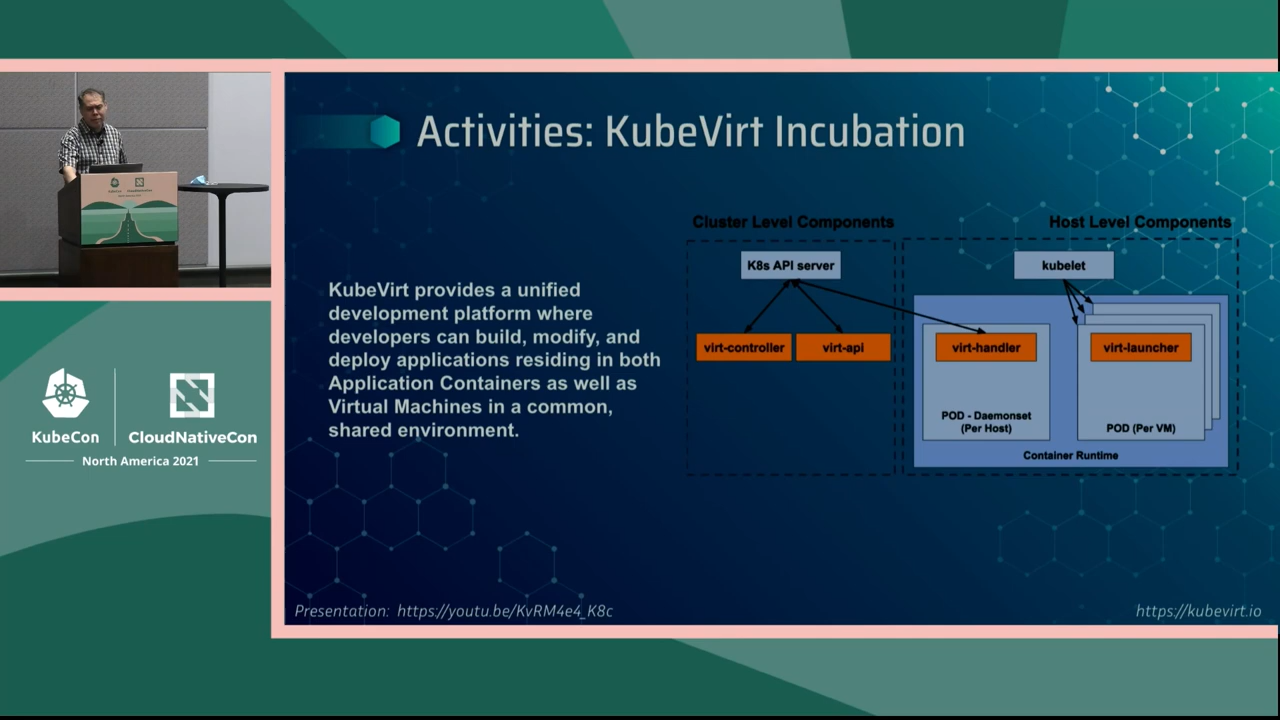 Activities: KubeVirt Incubation
Cluster Level Components
Host Level Components
K8s API server
kubelet
KubeVirt provides a unified
development platform where
developers can build, modify, and
deploy applications residing in both
Application Containers as well as
Virtual Machines in a common,
shared environment.
virt-controller
virt-api
virt-handler
virt-launcher
POD - Daemonset
(Per Host)
POD (Per VM)
Container Runtime
KubeCon
CloudNativeCon
North America 2021
Presentation: https://youtu.be/KvRM4e4_K8c
https://kubevirt.io